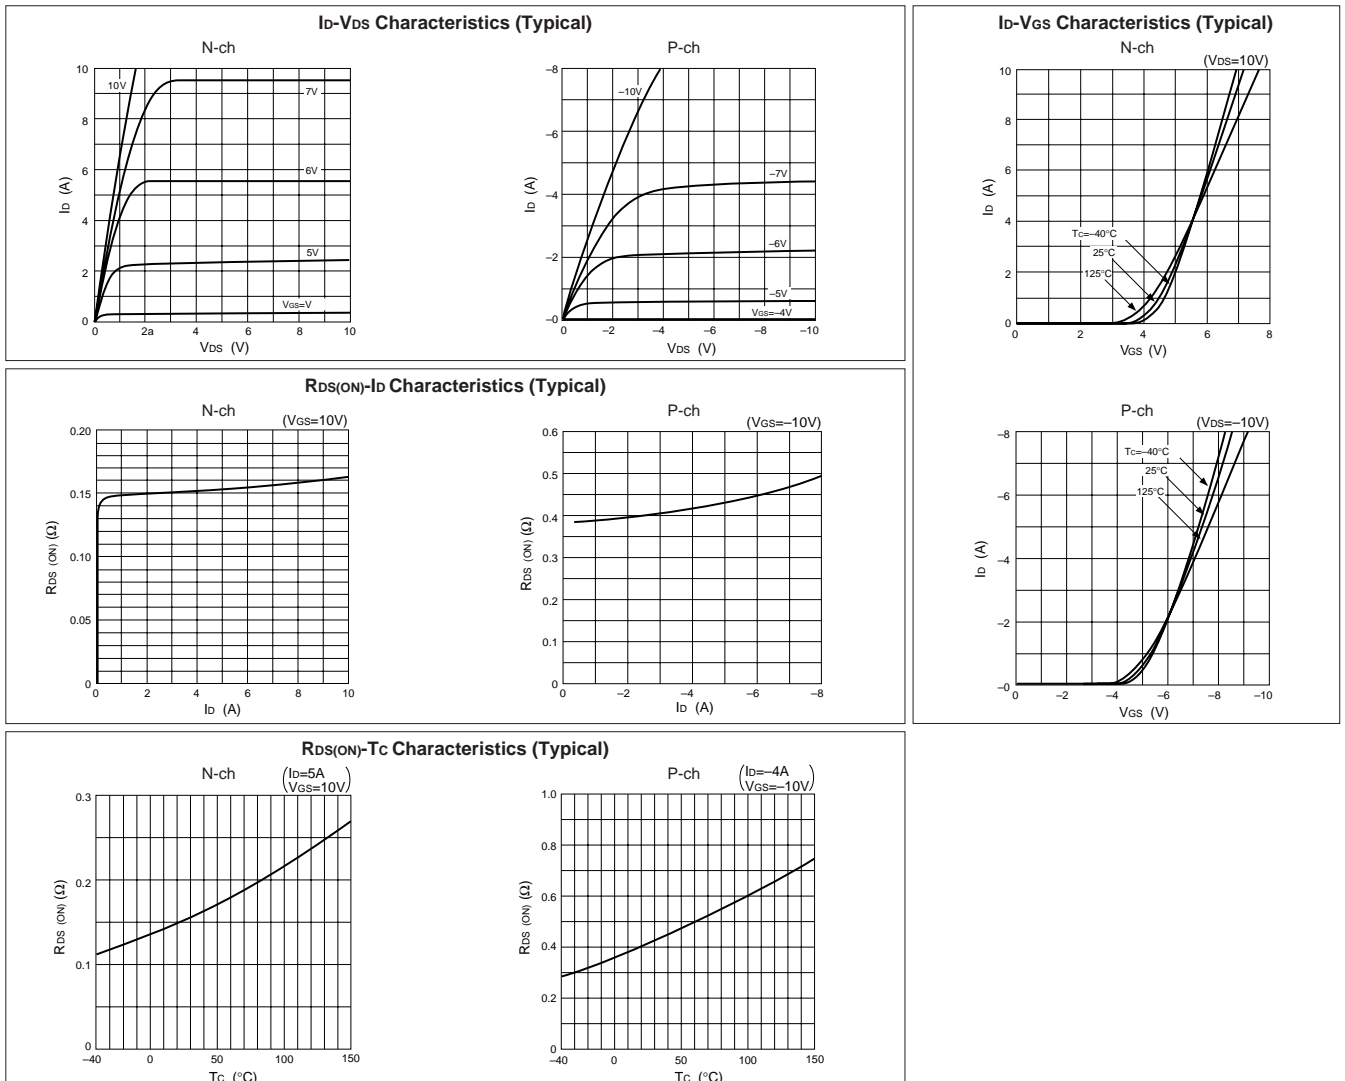 ID-VDS Characteristics (Typical)
N-ch
10
8
6
4
2
0
ID (A)
10V
7V
6V
5V
VGS=V
0 2a 4 6 8 10
VDS (V)
P-ch
–8
–6
–4
–2
–0
ID (A)
–10V
–7V
–6V
–5V
VGS=–4V
0 –2 –4 –6 –8 –10
VDS (V)
ID-VGS Characteristics (Typical)
N-ch
(VDS=10V)
10
8
6
4
2
0
ID (A)
TC=–40°C
25°C
125°C
0 2 4 6 8
VGS (V)
P-ch
(VDS=–10V)
–8
–6
–4
–2
–0
ID (A)
TC=–40°C
25°C
125°C
0 –2 –4 –6 –8 –10
VGS (V)
RDS(ON)-ID Characteristics (Typical)
N-ch
(VGS=10V)
0.20
0.15
0.10
0.05
0
RDS (ON) (Ω)
0 2 4 6 8 10
ID (A)
P-ch
(VGS=–10V)
0.6
0.5
0.4
0.3
0.2
0.1
0
RDS (ON) (Ω)
–2 –4 –6 –8
ID (A)
RDS(ON)-TC Characteristics (Typical)
N-ch
(ID=5A
VGS=10V)
0.3
0.2
0.1
0
RDS (ON) (Ω)
–40 0 50 100 150
TC (°C)
P-ch
(ID=–4A
VGS=–10V)
1.0
0.8
0.6
0.4
0.2
0
RDS (ON) (Ω)
–40 0 50 100 150
TC (°C)